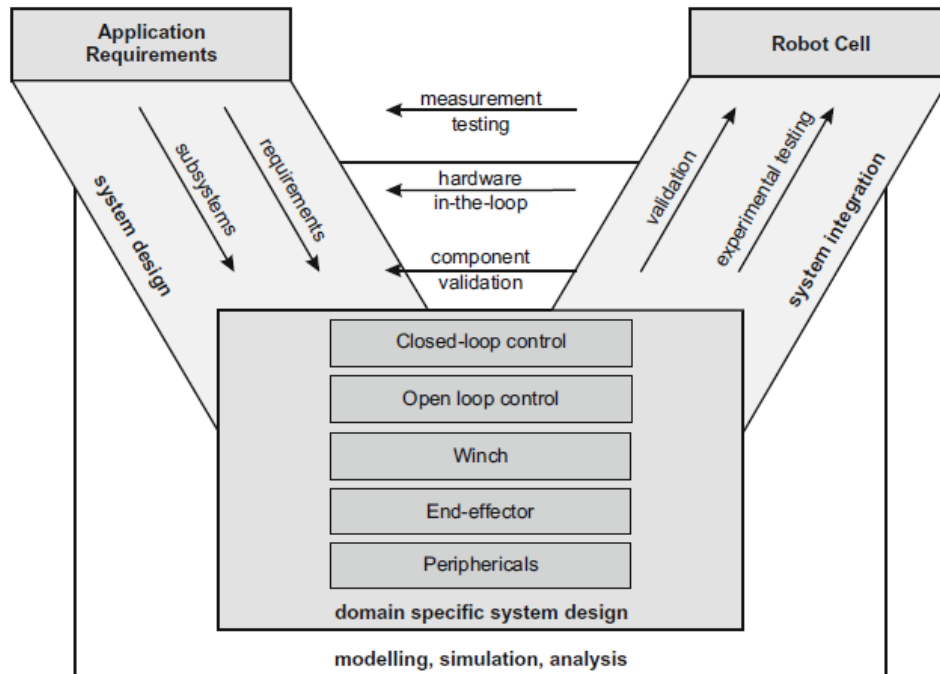 Application
Requirements
Robot Cell
measurement
testing
subsystems
requirements
system design
hardware
in-the-loop
validation
experimental testing
system integration
component
validation
Closed-loop control
Open loop control
Winch
End-effector
Periphericals
domain specific system design
modelling, simulation, analysis